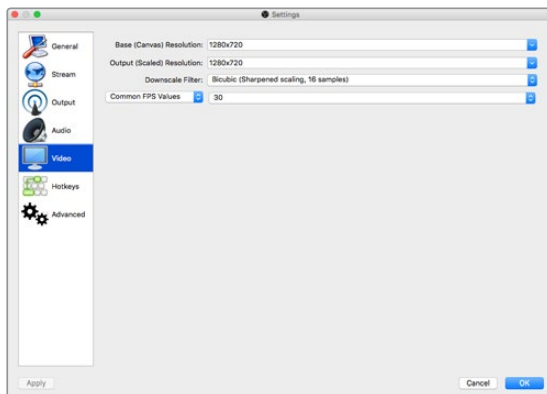 Settings
General
Stream
Output
Audio
Video
Hotkeys
Advanced
Base (Canvas) Resolution: 1280x720
Output (Scaled) Resolution: 1280x720
Downscale Filter: Bicubic (Sharpened scaling, 16 samples)
Common FPS Values 30
Apply
Cancel
OK